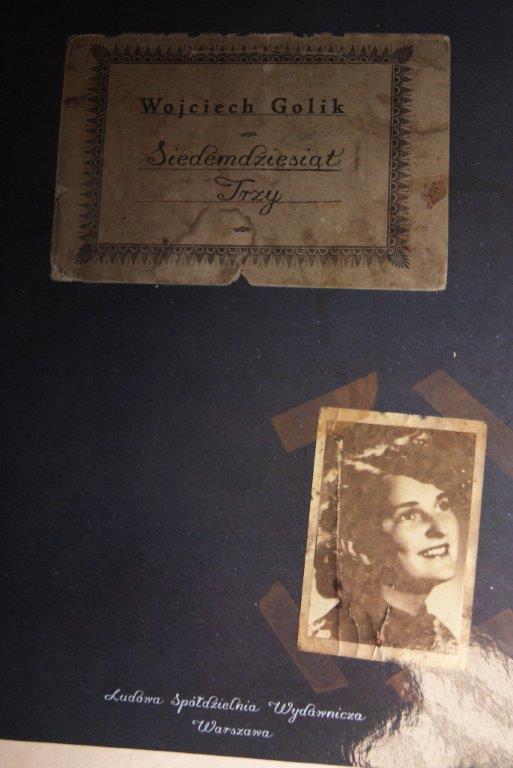 Wojciech Golik
Siedemdziesiąt
Trzy
Ludowa Spółdzielnia Wydawnicza
Warszawa